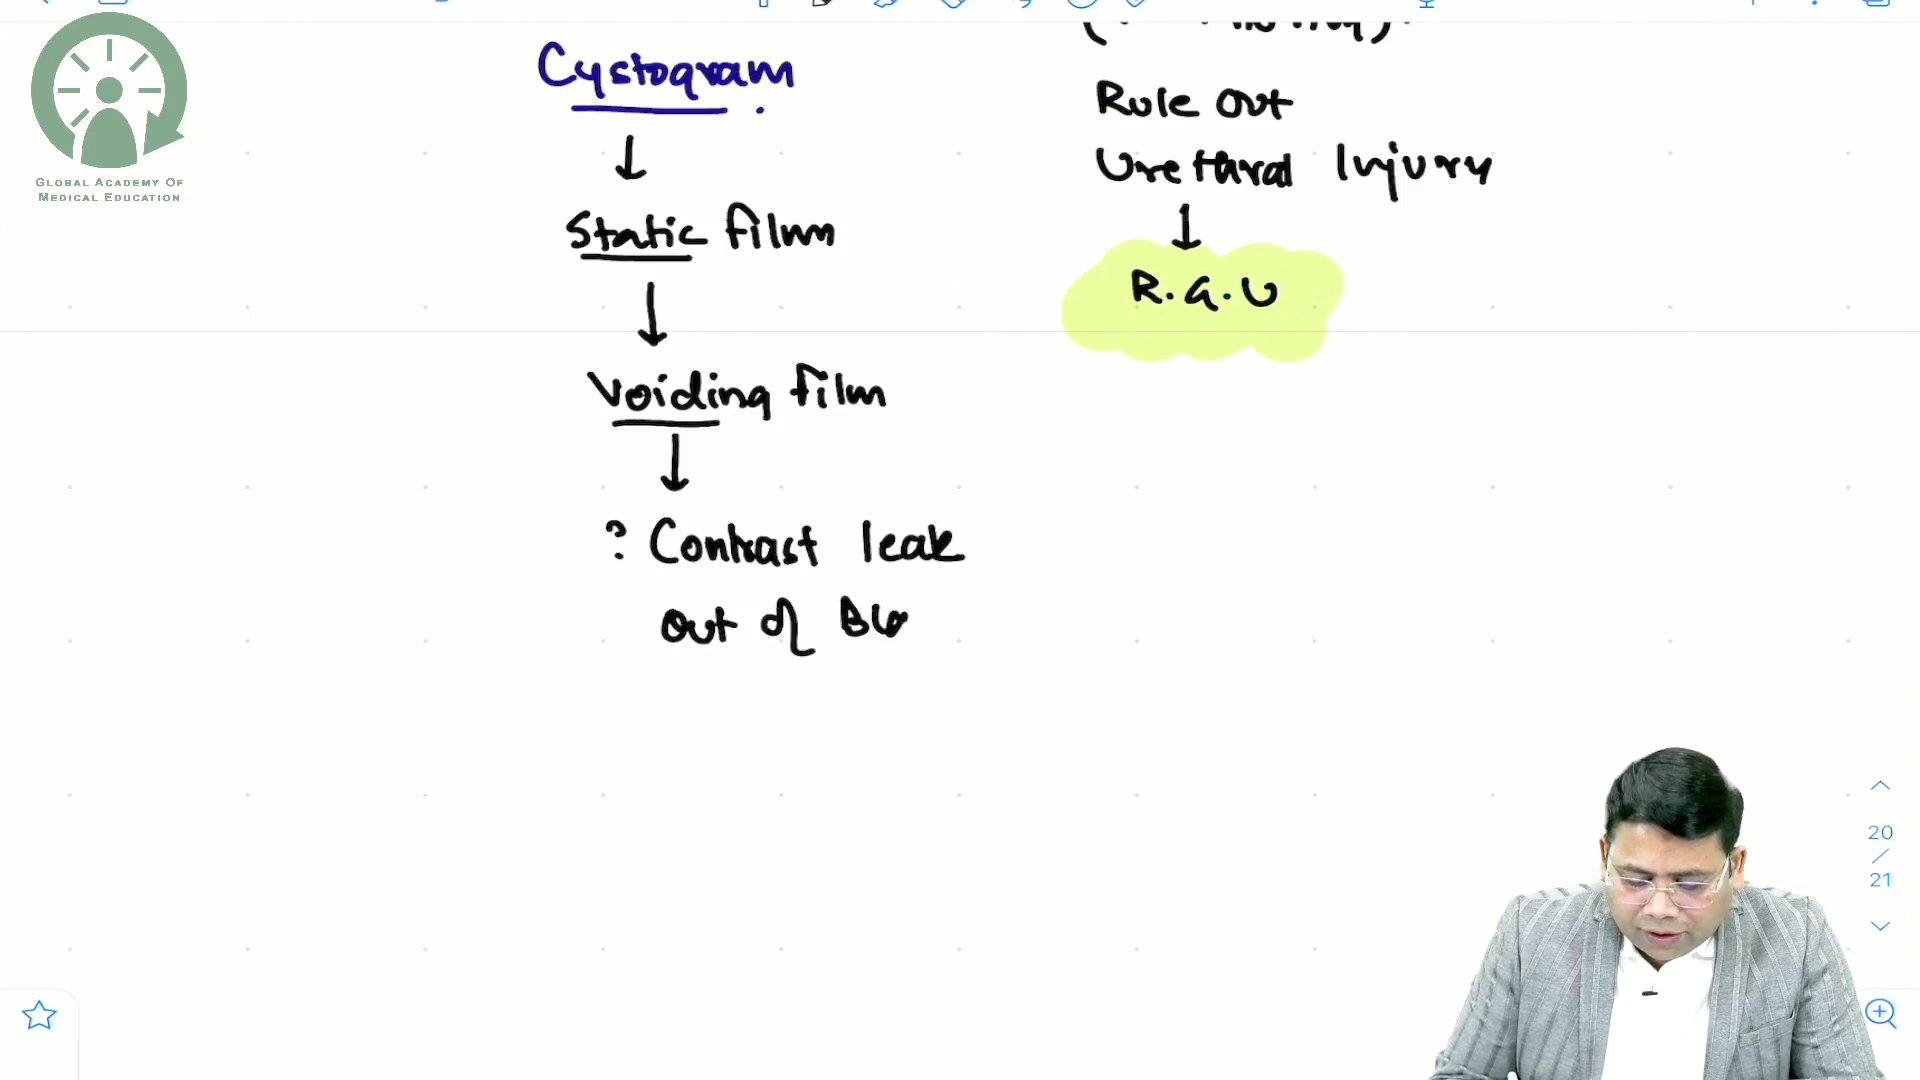 GLOBAL ACADEMY OF
MEDICAL EDUCATION
Cystogram
Static film
Voiding film
? Contrast leak
out of
Rule out
Urethral Injury
R.G.U
20
/
21